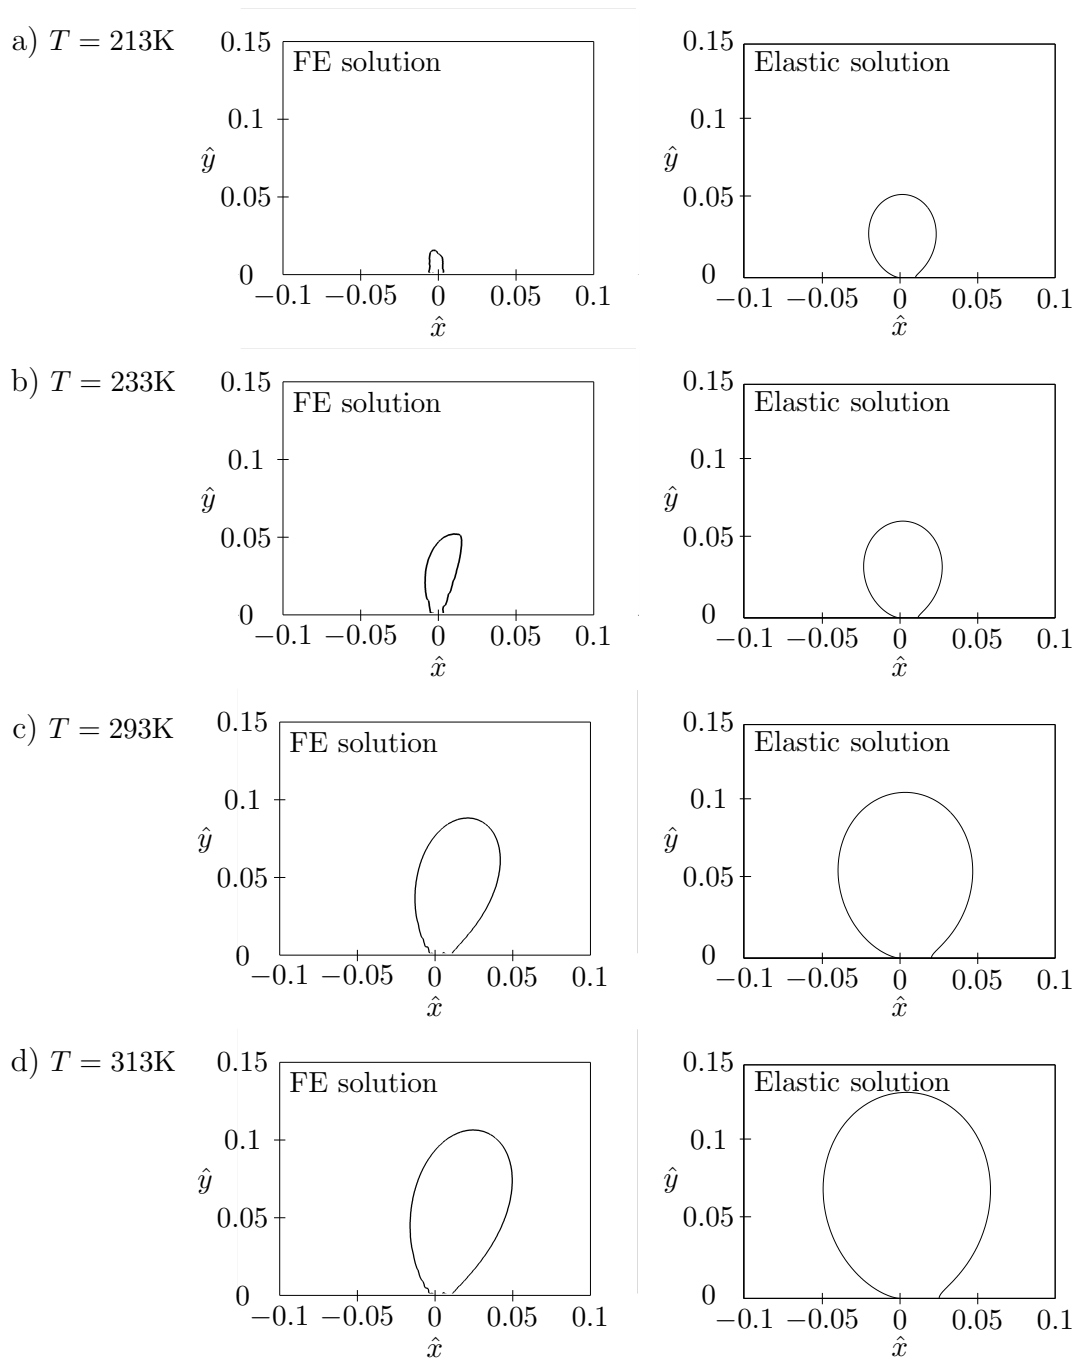 a) T = 213K
0.15
FE solution
0.1
ŷ
0.05
0
−0.1 −0.05 0 0.05 0.1
x̂
0.15
Elastic solution
0.1
ŷ
0.05
0
−0.1 −0.05 0 0.05 0.1
x̂
b) T = 233K
0.15
FE solution
0.1
ŷ
0.05
0
−0.1 −0.05 0 0.05 0.1
x̂
0.15
Elastic solution
0.1
ŷ
0.05
0
−0.1 −0.05 0 0.05 0.1
x̂
c) T = 293K
0.15
FE solution
0.1
ŷ
0.05
0
−0.1 −0.05 0 0.05 0.1
x̂
0.15
Elastic solution
0.1
ŷ
0.05
0
−0.1 −0.05 0 0.05 0.1
x̂
d) T = 313K
0.15
FE solution
0.1
ŷ
0.05
0
−0.1 −0.05 0 0.05 0.1
x̂
0.15
Elastic solution
0.1
ŷ
0.05
0
−0.1 −0.05 0 0.05 0.1
x̂